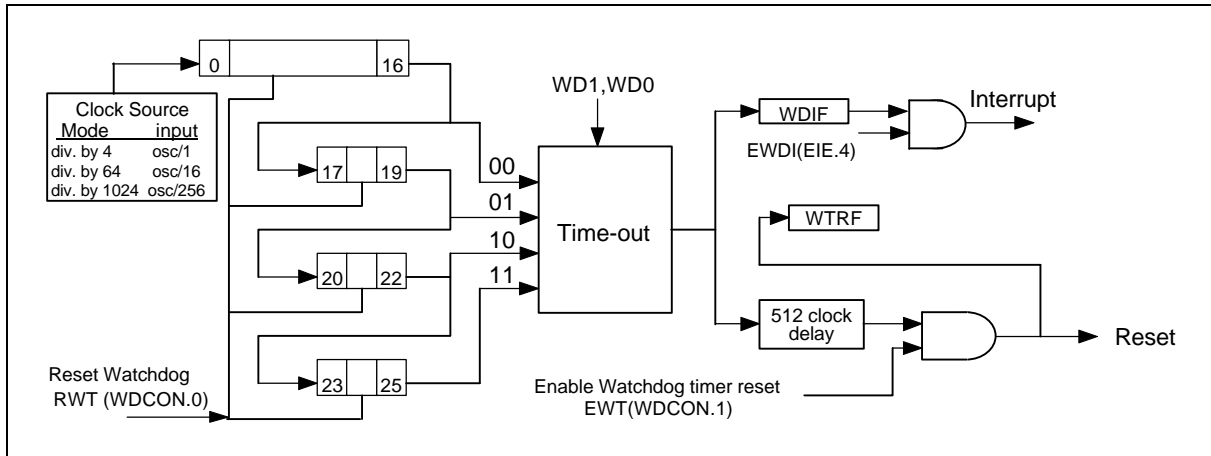 0 16
Clock Source
Mode input
div. by 4 osc/1
div. by 64 osc/16
div. by 1024 osc/256
17 19
20 22
23 25
Reset Watchdog
RWT (WDCON.0)
00
01
10
11
WD1,WD0
Time-out
WDIF
EWDI(EIE.4)
Interrupt
WTRF
512 clock
delay
Reset
Enable Watchdog timer reset
EWT(WDCON.1)